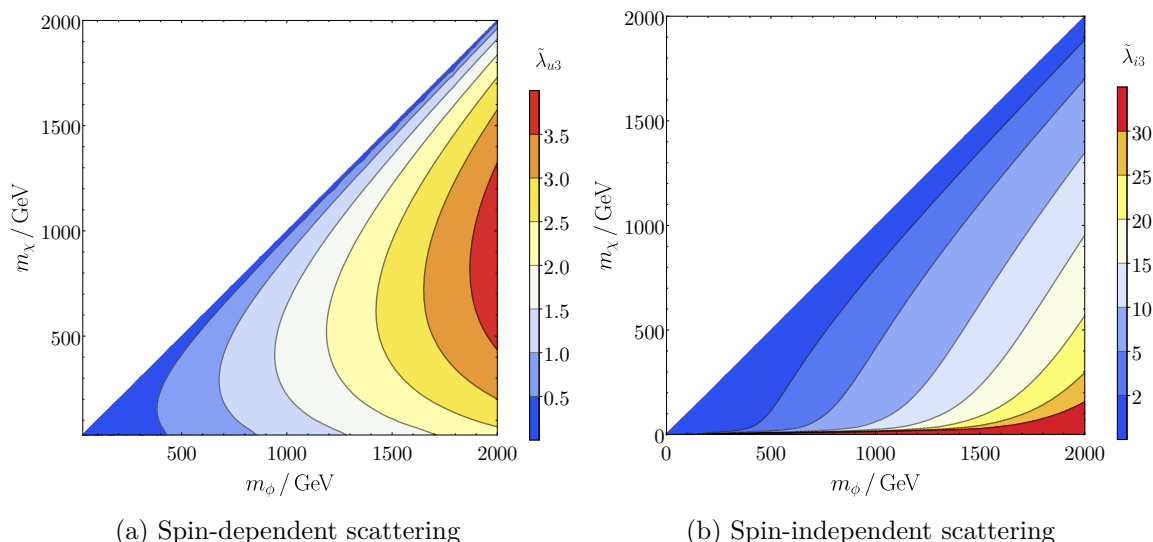 2000
1500
1000
500
m_χ / GeV
500 1000 1500 2000
m_ϕ / GeV
λ̃_{u3}
3.5
3.0
2.5
2.0
1.5
1.0
0.5
(a) Spin-dependent scattering
2000
1500
1000
500
0
m_χ / GeV
0 500 1000 1500 2000
m_ϕ / GeV
λ̃_{i3}
30
25
20
15
10
5
2
(b) Spin-independent scattering